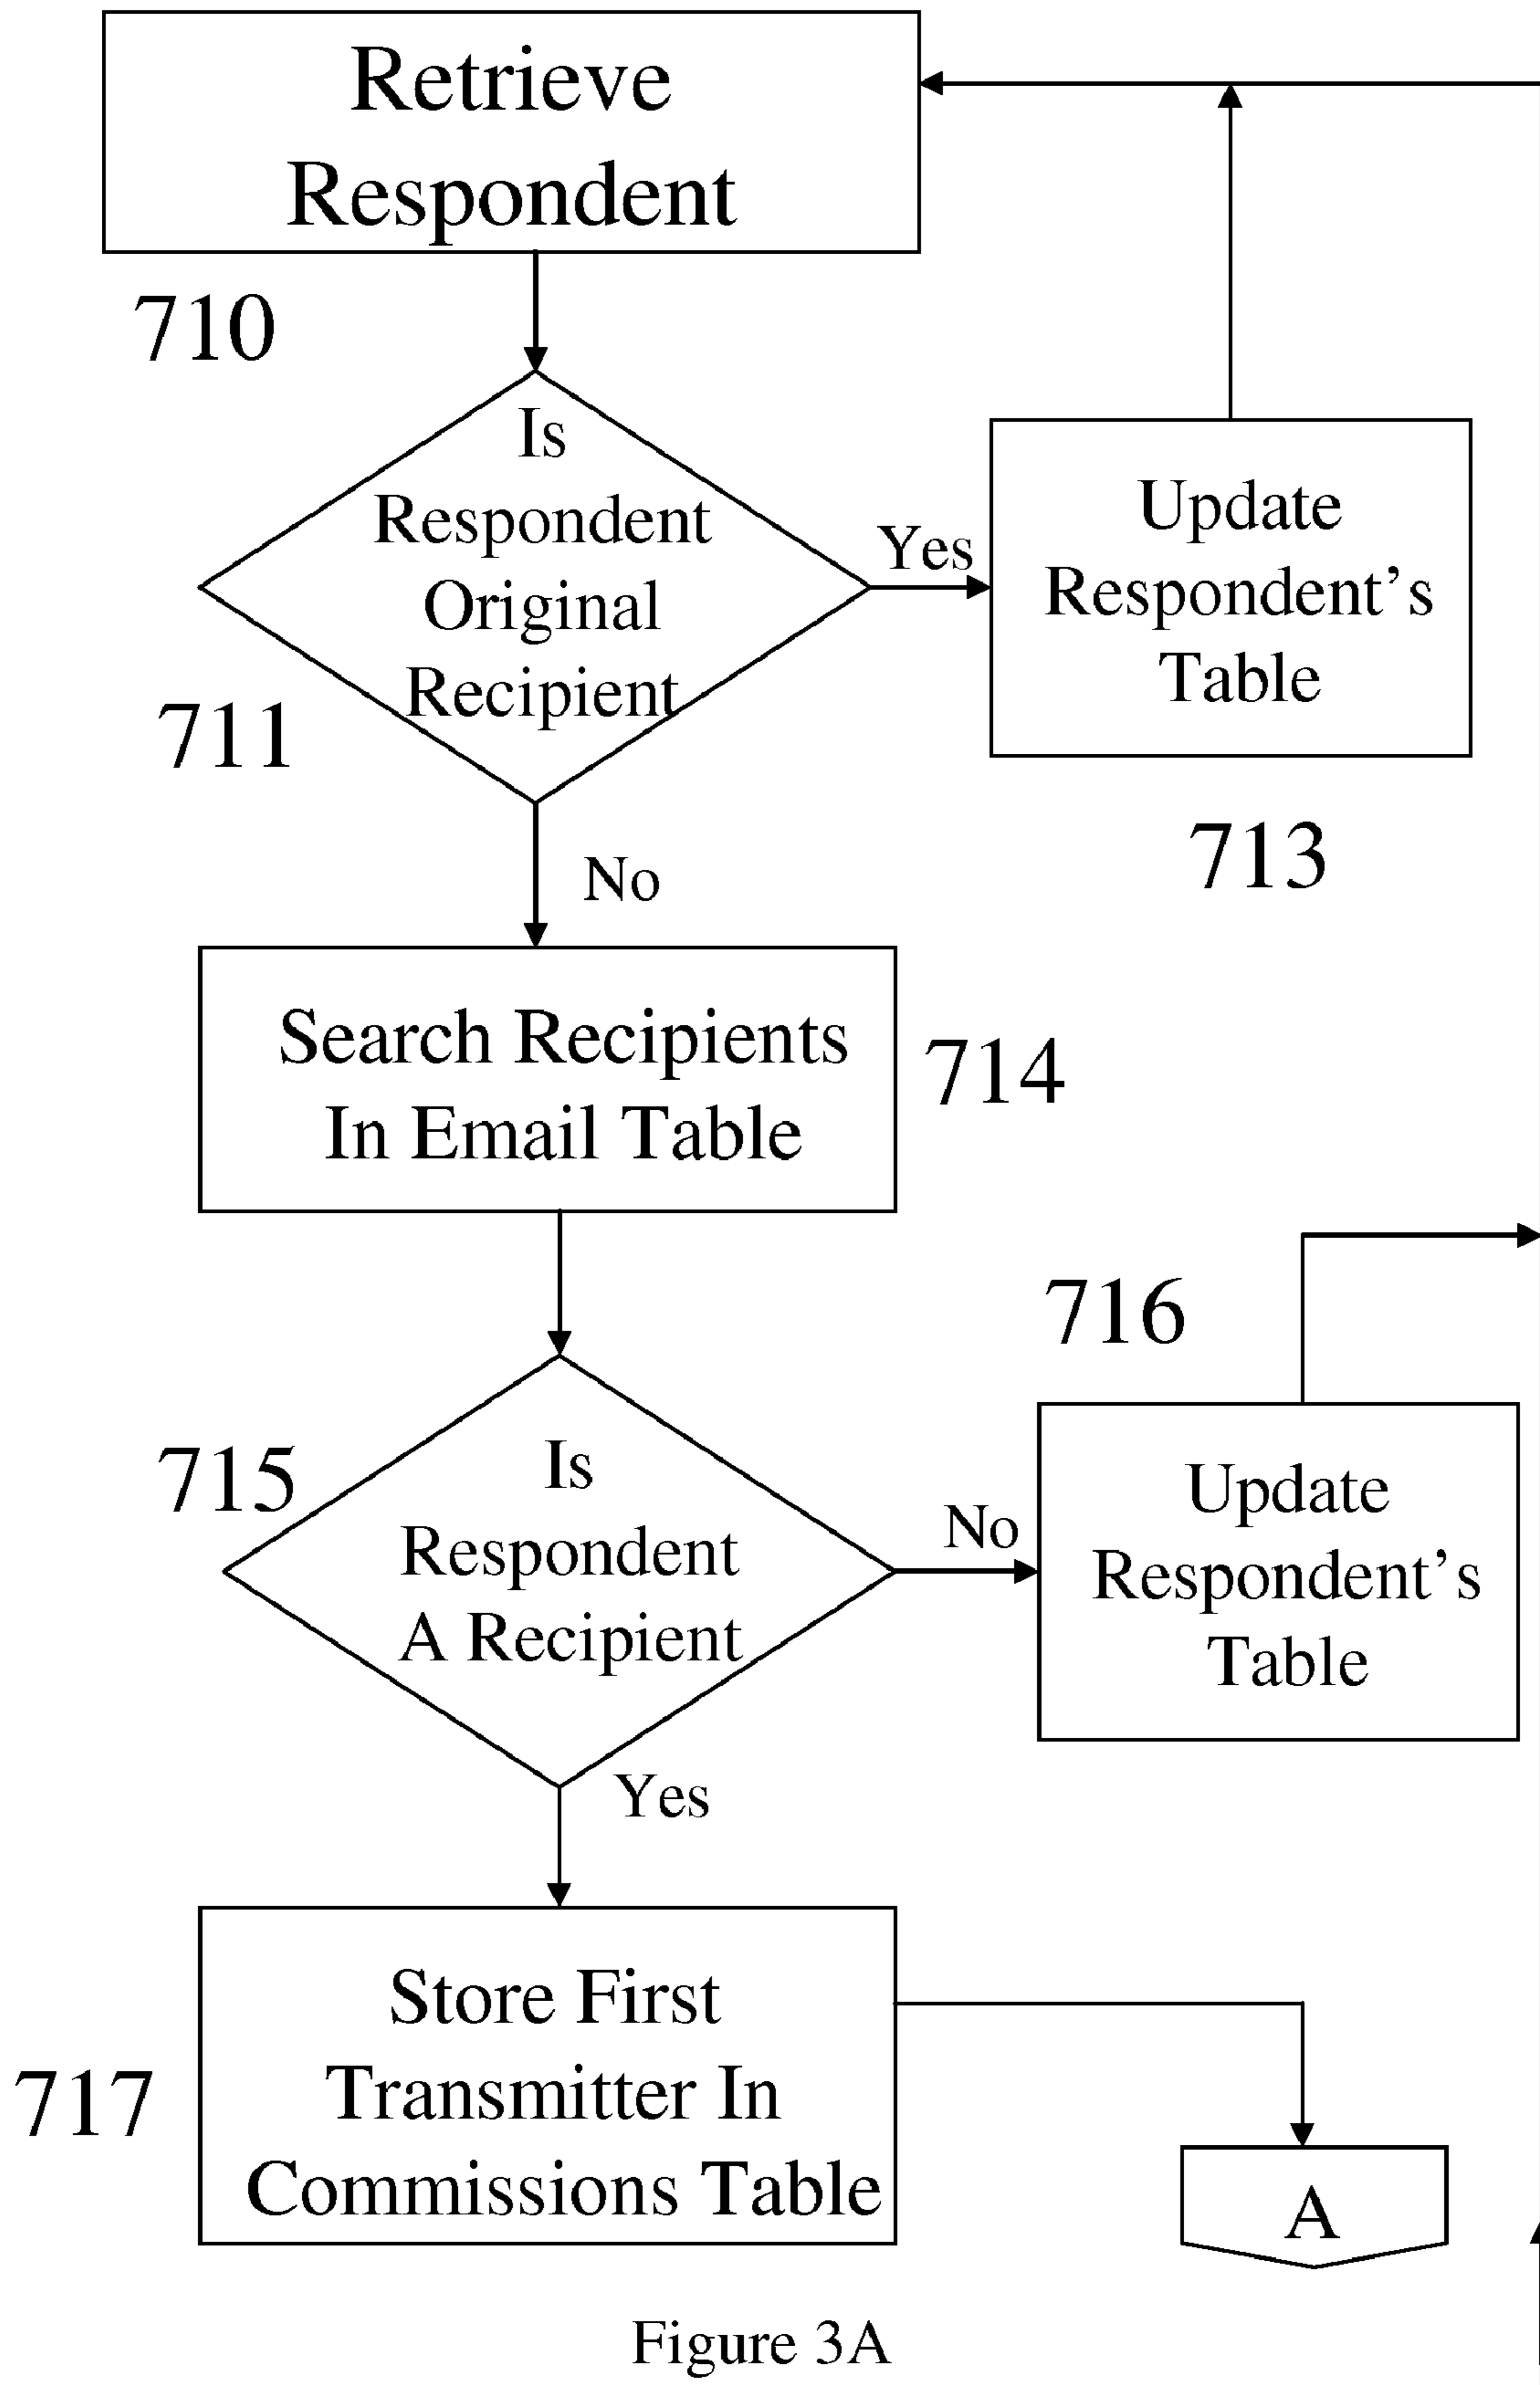 Retrieve
Respondent
710
Is
Respondent
Original
Recipient
711
Yes
Update
Respondent’s
Table
713
No
Search Recipients
In Email Table
714
716
715
Is
Respondent
A Recipient
No
Update
Respondent’s
Table
Yes
Store First
Transmitter In
Commissions Table
717
A
Figure 3A